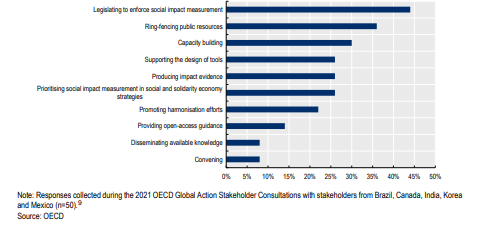 Legislating to enforce social impact measurement
Ring-fencing public resources
Capacity building
Supporting the design of tools
Producing impact evidence
Prioritising social impact measurement in social and solidarity economy
strategies
Promoting harmonisation efforts
Providing open-access guidance
Disseminating available knowledge
Convening
0% 5% 10% 15% 20% 25% 30% 35% 40% 45% 50%
Note: Responses collected during the 2021 OECD Global Action Stakeholder Consultations with stakeholders from Brazil, Canada, India, Korea
and Mexico (n=50).9
Source: OECD